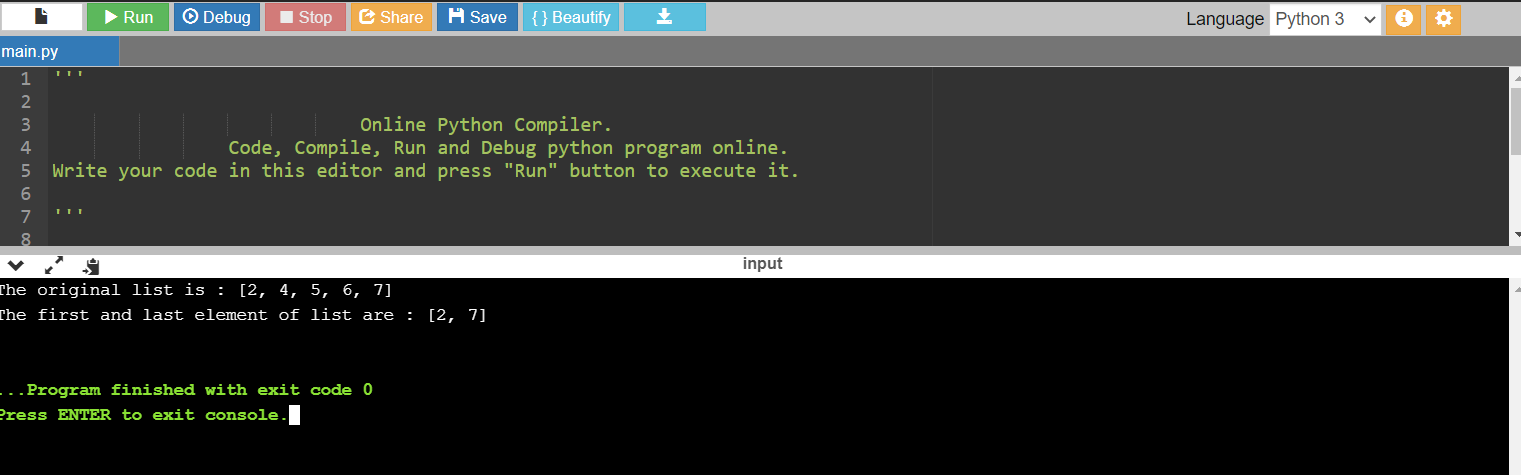 Run Debug Stop Share Save { } Beautify Language Python 3
main.py
1 '''
2
3 Online Python Compiler.
4 Code, Compile, Run and Debug python program online.
5 Write your code in this editor and press "Run" button to execute it.
6
7 '''
8
input
The original list is : [2, 4, 5, 6, 7]
The first and last element of list are : [2, 7]
...Program finished with exit code 0
Press ENTER to exit console.